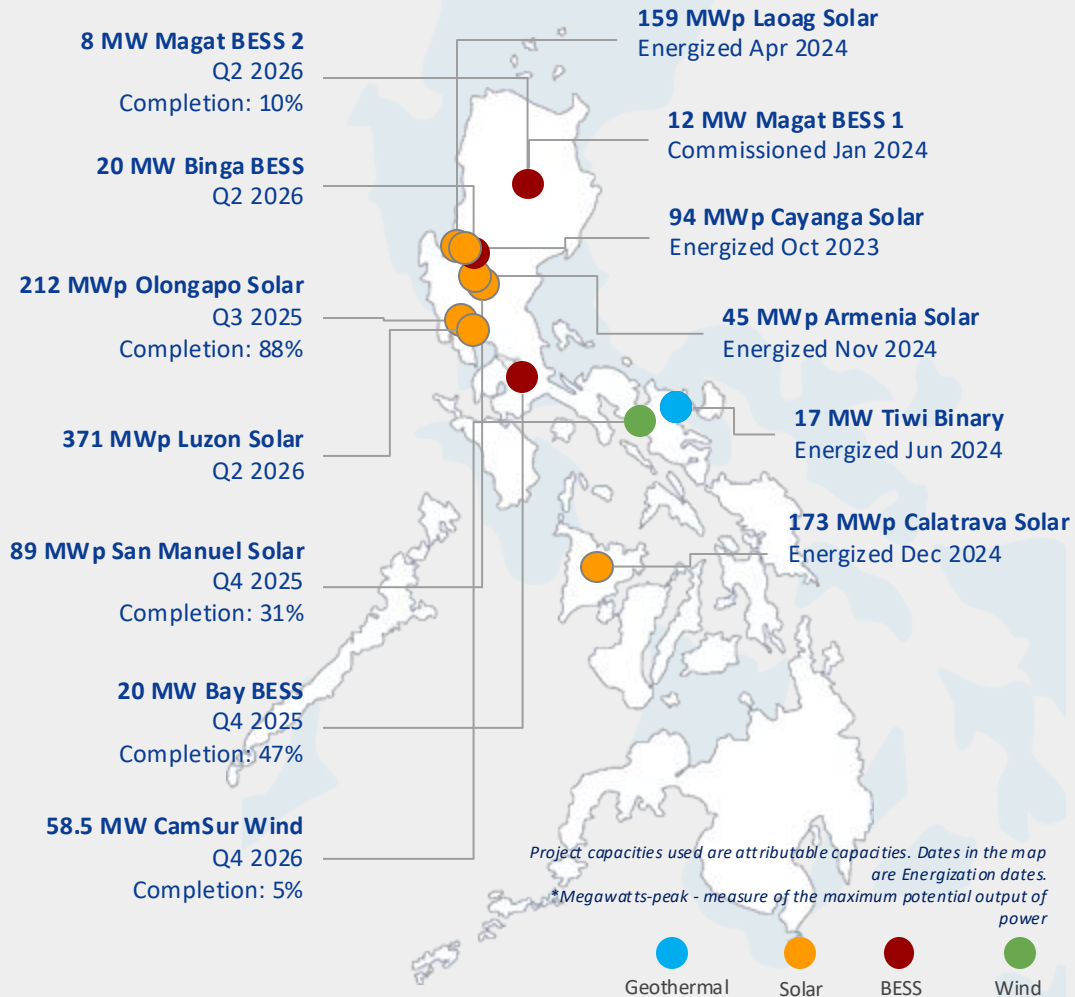 8 MW Magat BESS 2
Q2 2026
Completion: 10%
20 MW Binga BESS
Q2 2026
212 MWp Olongapo Solar
Q3 2025
Completion: 88%
371 MWp Luzon Solar
Q2 2026
89 MWp San Manuel Solar
Q4 2025
Completion: 31%
20 MW Bay BESS
Q4 2025
Completion: 47%
58.5 MW CamSur Wind
Q4 2026
Completion: 5%
159 MWp Laoag Solar
Energized Apr 2024
12 MW Magat BESS 1
Commissioned Jan 2024
94 MWp Cayanga Solar
Energized Oct 2023
45 MWp Armenia Solar
Energized Nov 2024
17 MW Tiwi Binary
Energized Jun 2024
173 MWp Calatrava Solar
Energized Dec 2024
Project capacities used are attributable capacities. Dates in the map
are Energization dates.
*Megawatts-peak - measure of the maximum potential output of
power
Geothermal
Solar
BESS
Wind